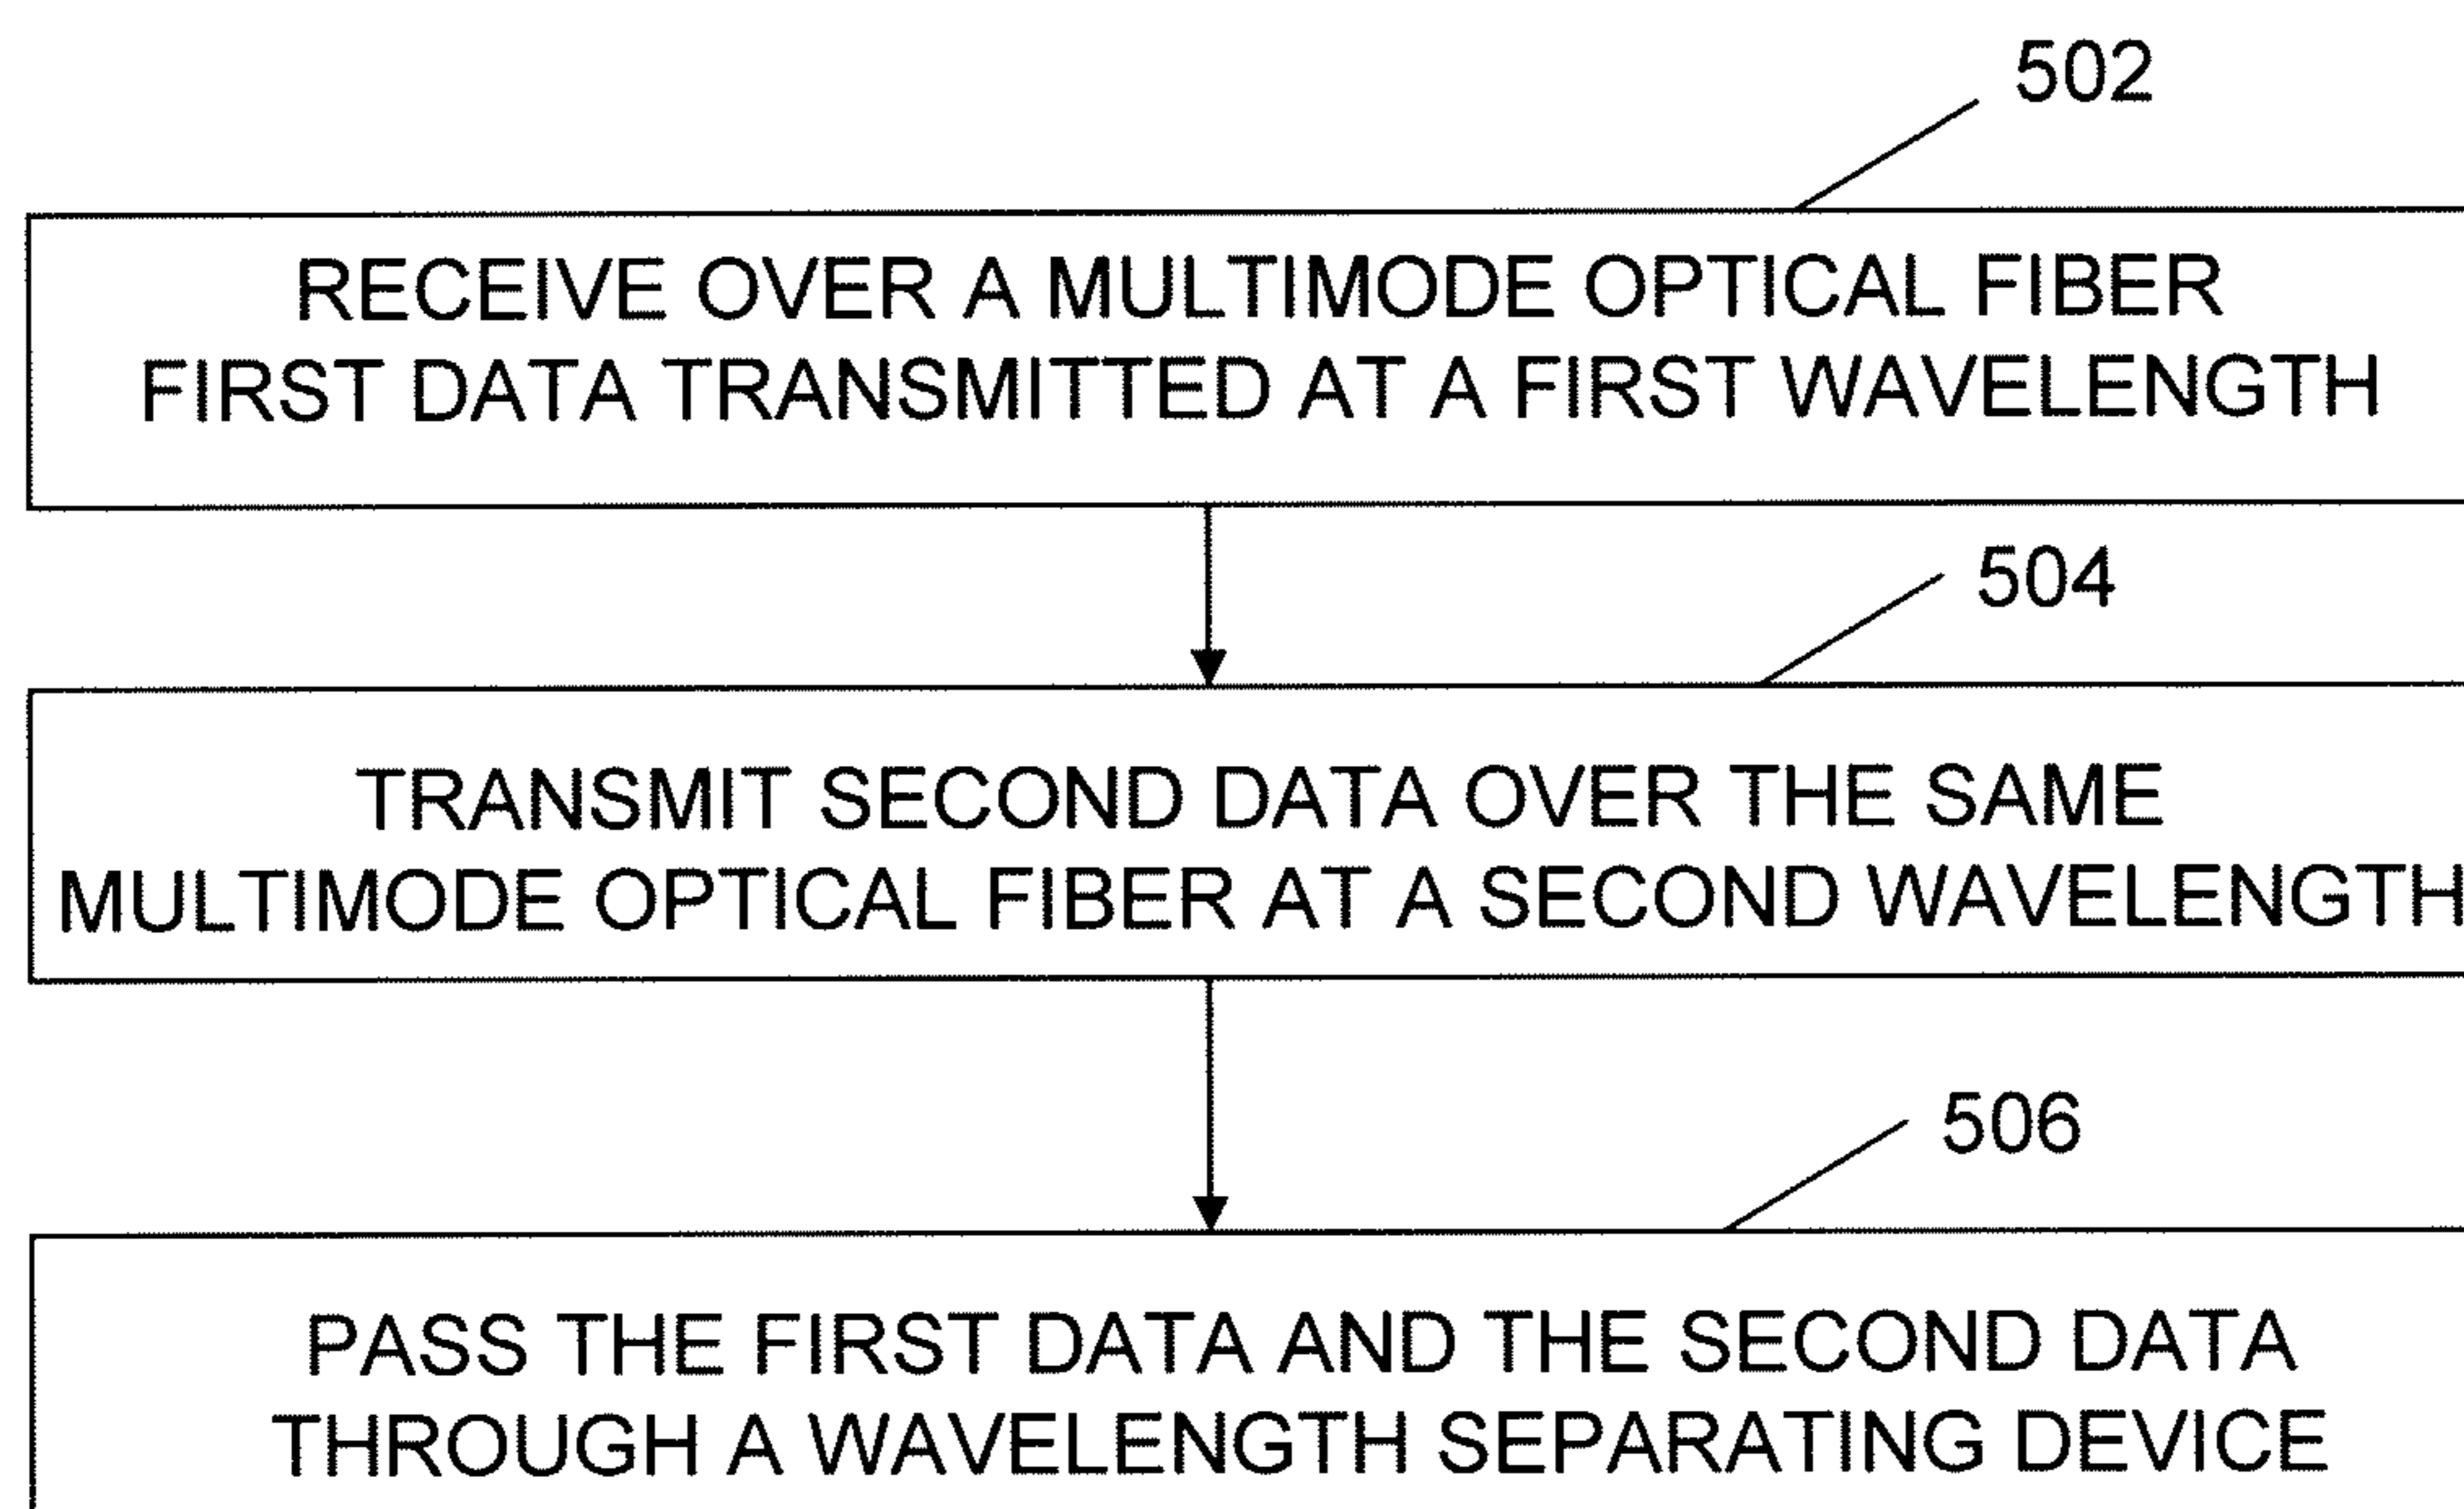 502
RECEIVE OVER A MULTIMODE OPTICAL FIBER
FIRST DATA TRANSMITTED AT A FIRST WAVELENGTH
504
TRANSMIT SECOND DATA OVER THE SAME
MULTIMODE OPTICAL FIBER AT A SECOND WAVELENGTH
506
PASS THE FIRST DATA AND THE SECOND DATA
THROUGH A WAVELENGTH SEPARATING DEVICE